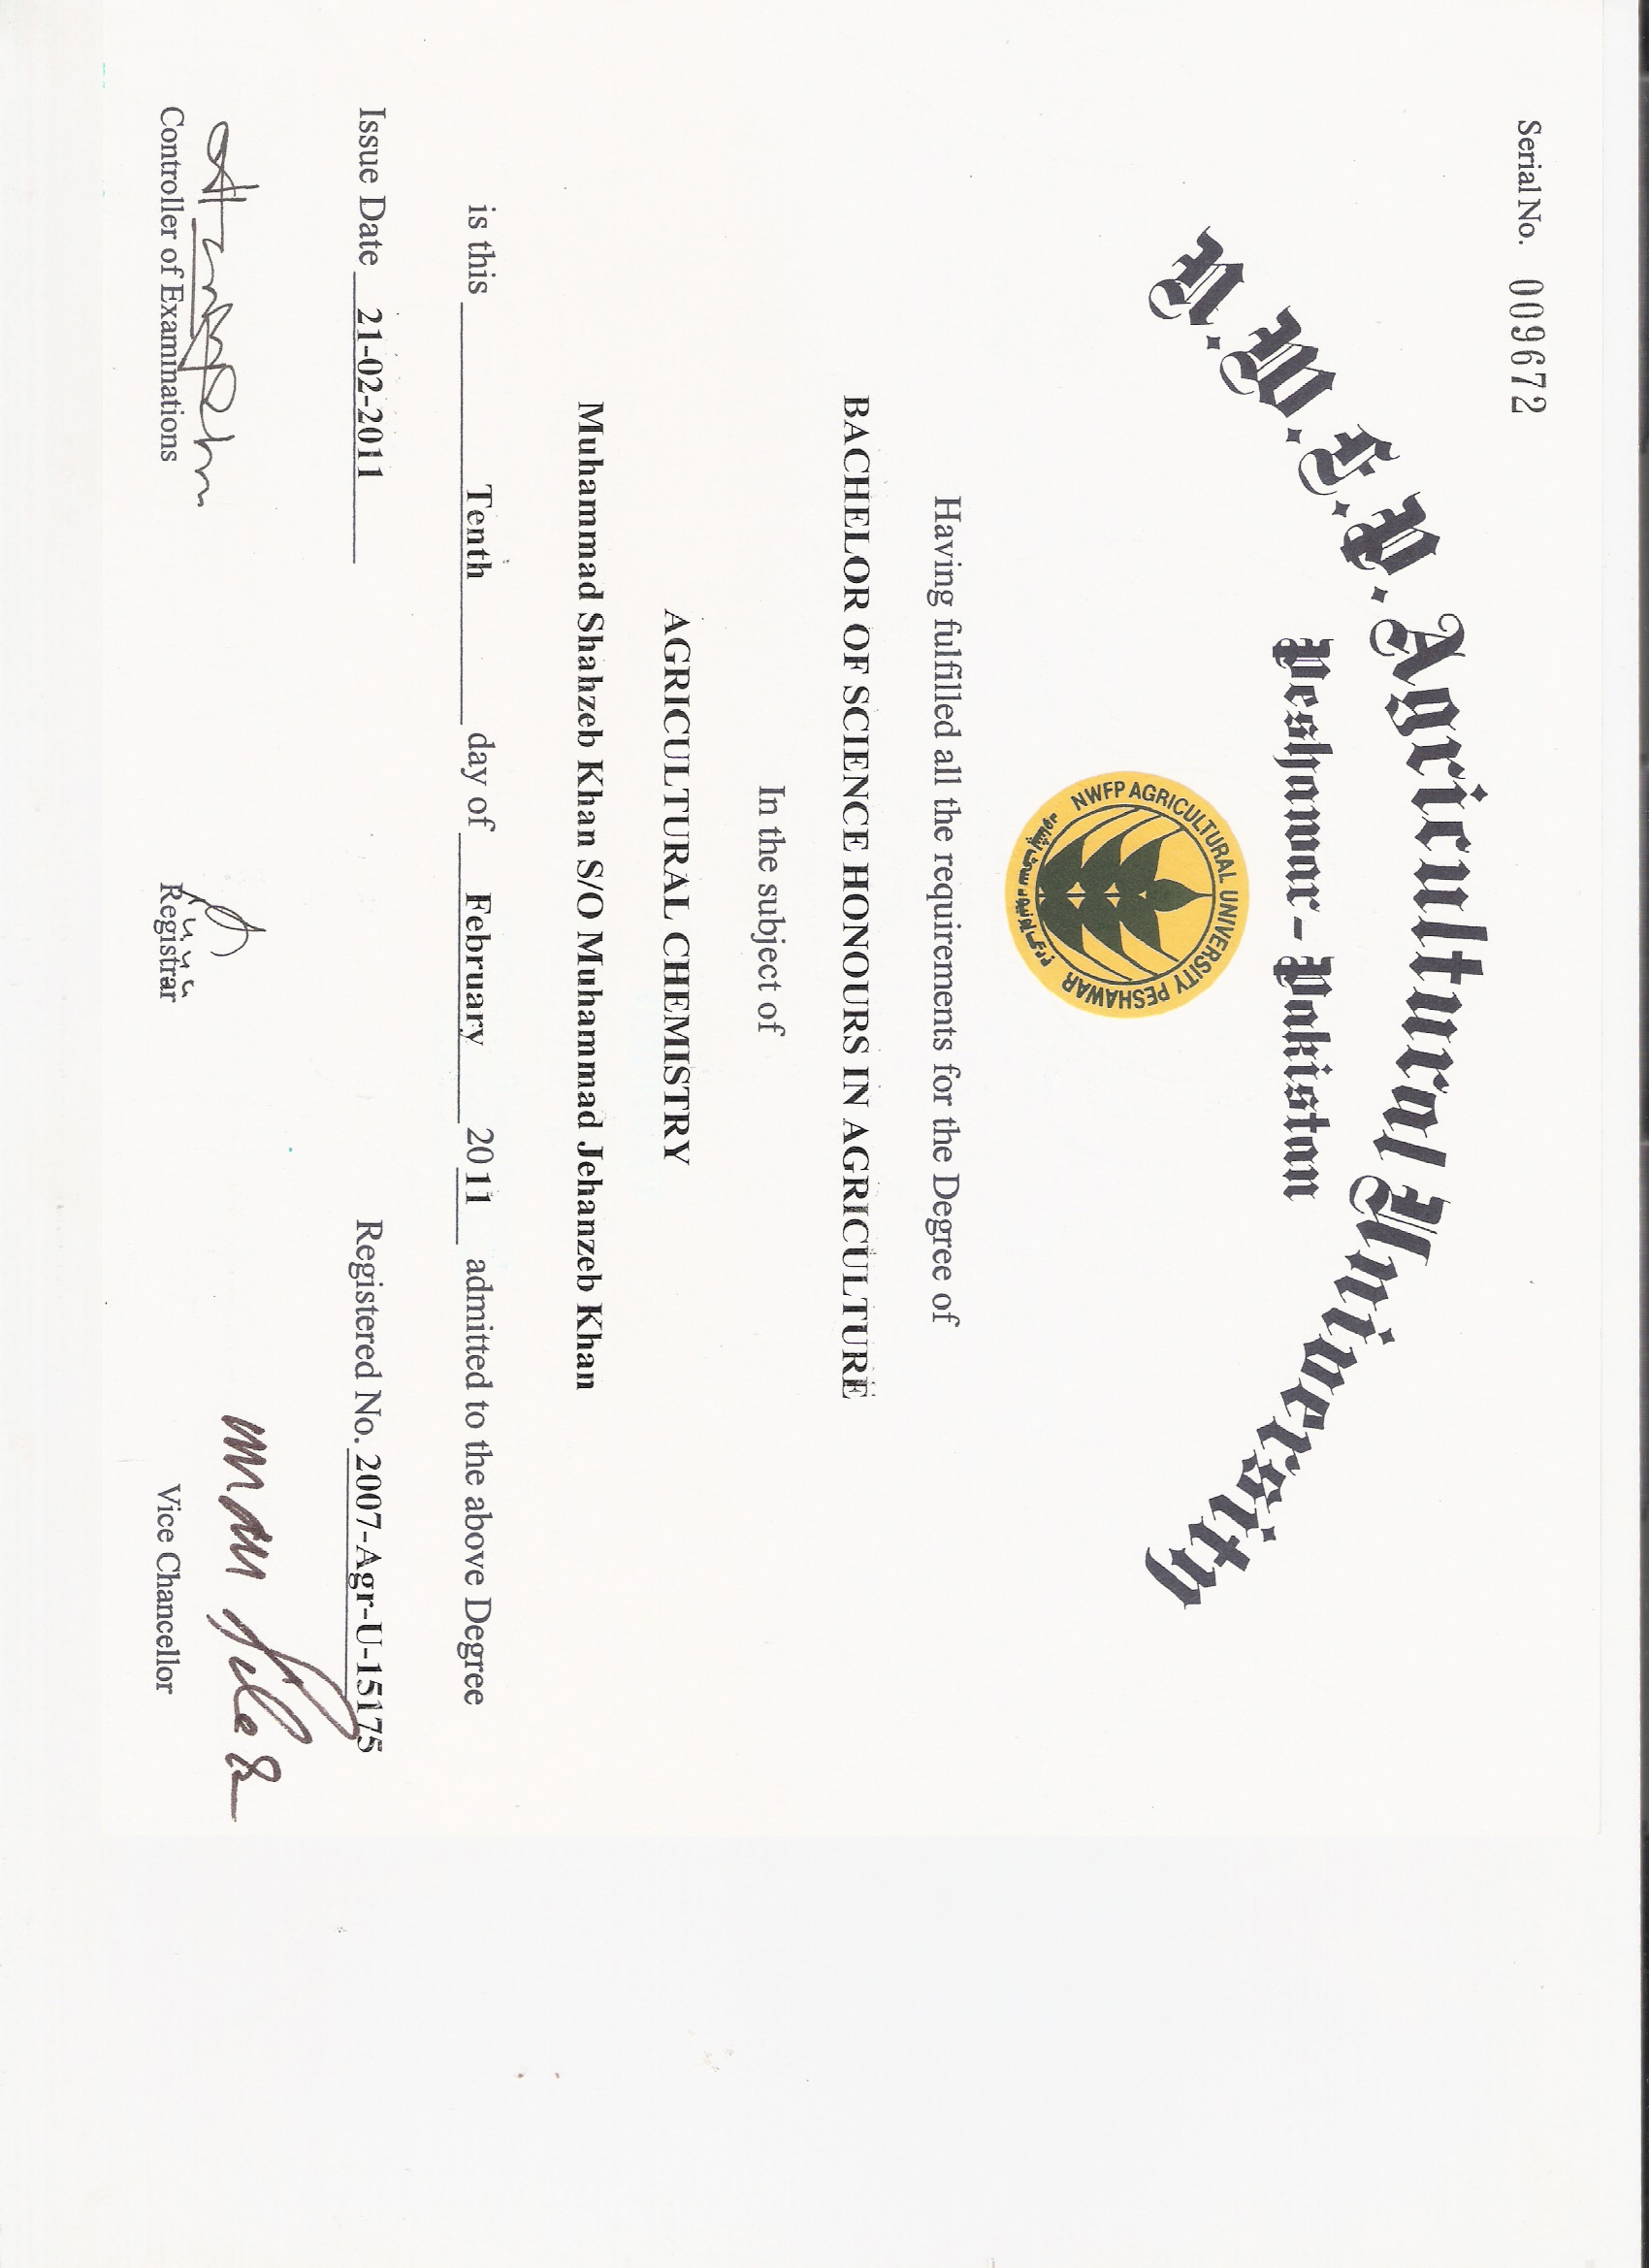 Serial No. 009672
N.W.F.P. Agricultural University
Peshawar-Pakistan
NWFP AGRICULTURAL UNIVERSITY PESHAWAR
Having fulfilled all the requirements for the Degree of
BACHELOR OF SCIENCE HONOURS IN AGRICULTURE
In the subject of
AGRICULTURAL CHEMISTRY
Muhammad Shahzeb Khan S/O Muhammad Jehanzeb Khan
is this Tenth day of February 2011 admitted to the above Degree
Issue Date 21-02-2011 Registered No. 2007-Agr-U-15175
Controller of Examinations Registrar Vice Chancellor